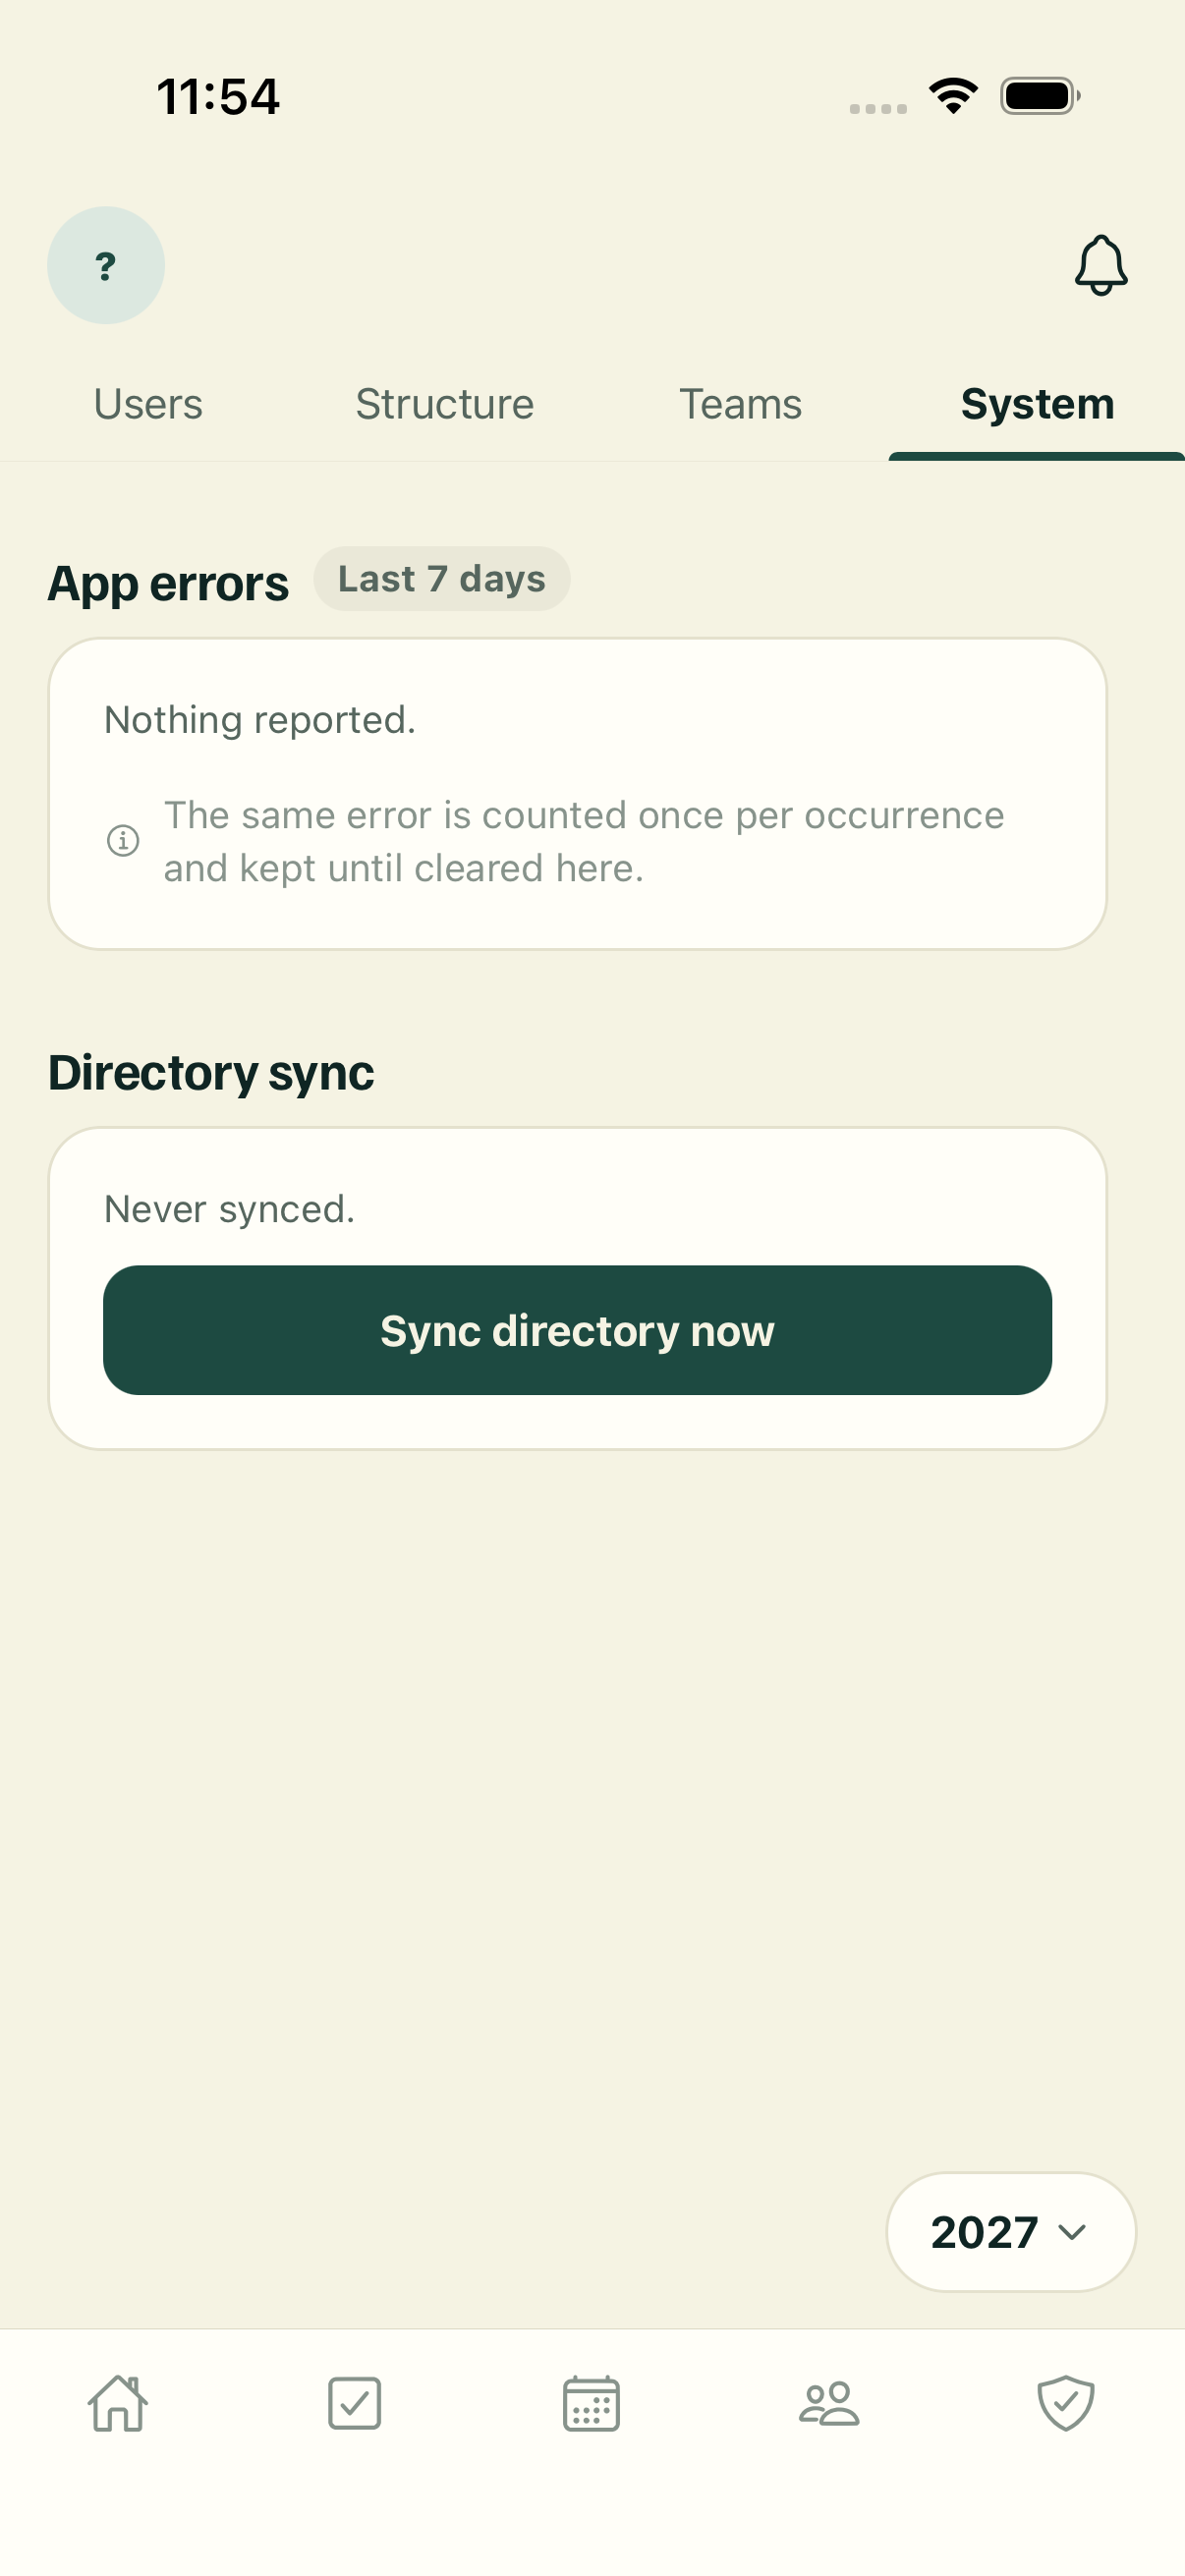 11:54
?
Users Structure Teams System
App errors Last 7 days
Nothing reported.
The same error is counted once per occurrence
and kept until cleared here.
Directory sync
Never synced.
Sync directory now
2027